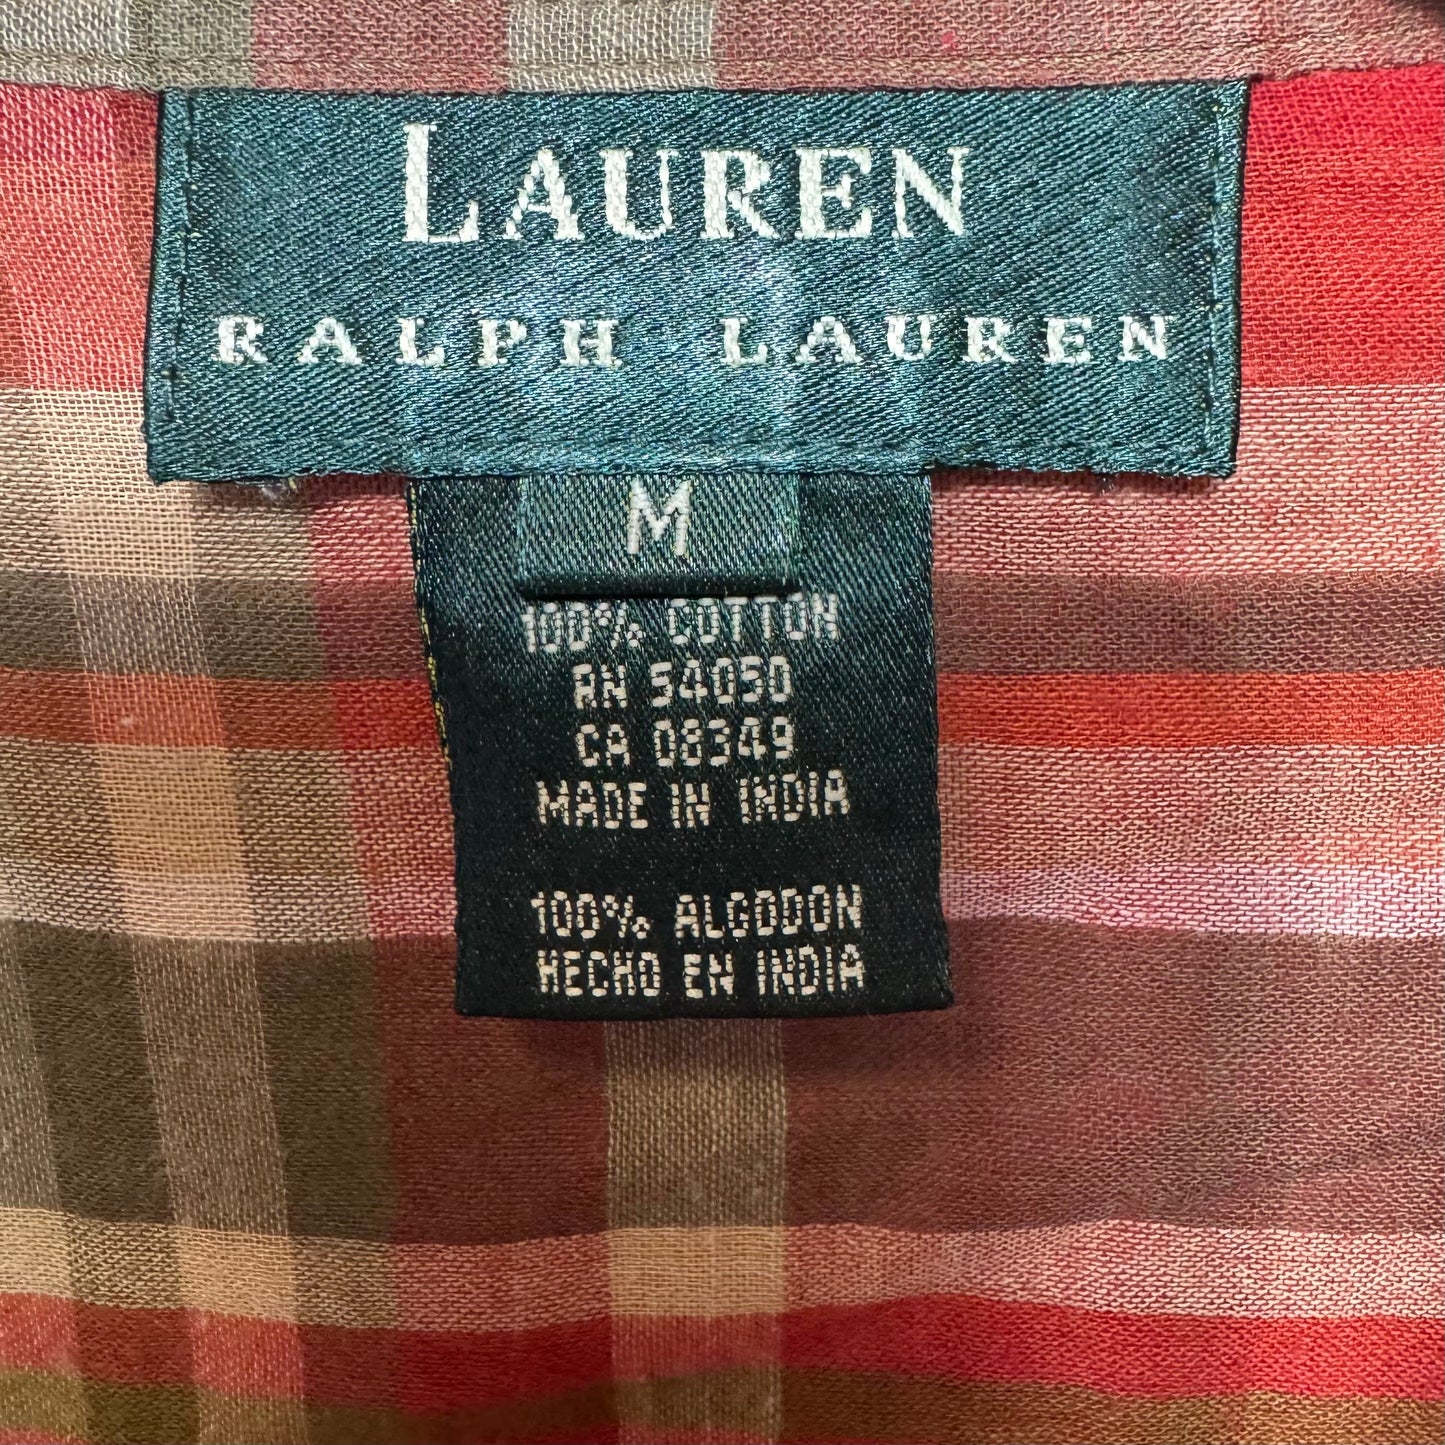 LAUREN
RALPH LAUREN
M
100% COTTON
RN 54050
CA 08349
MADE IN INDIA
100% ALGODON
HECHO EN INDIA